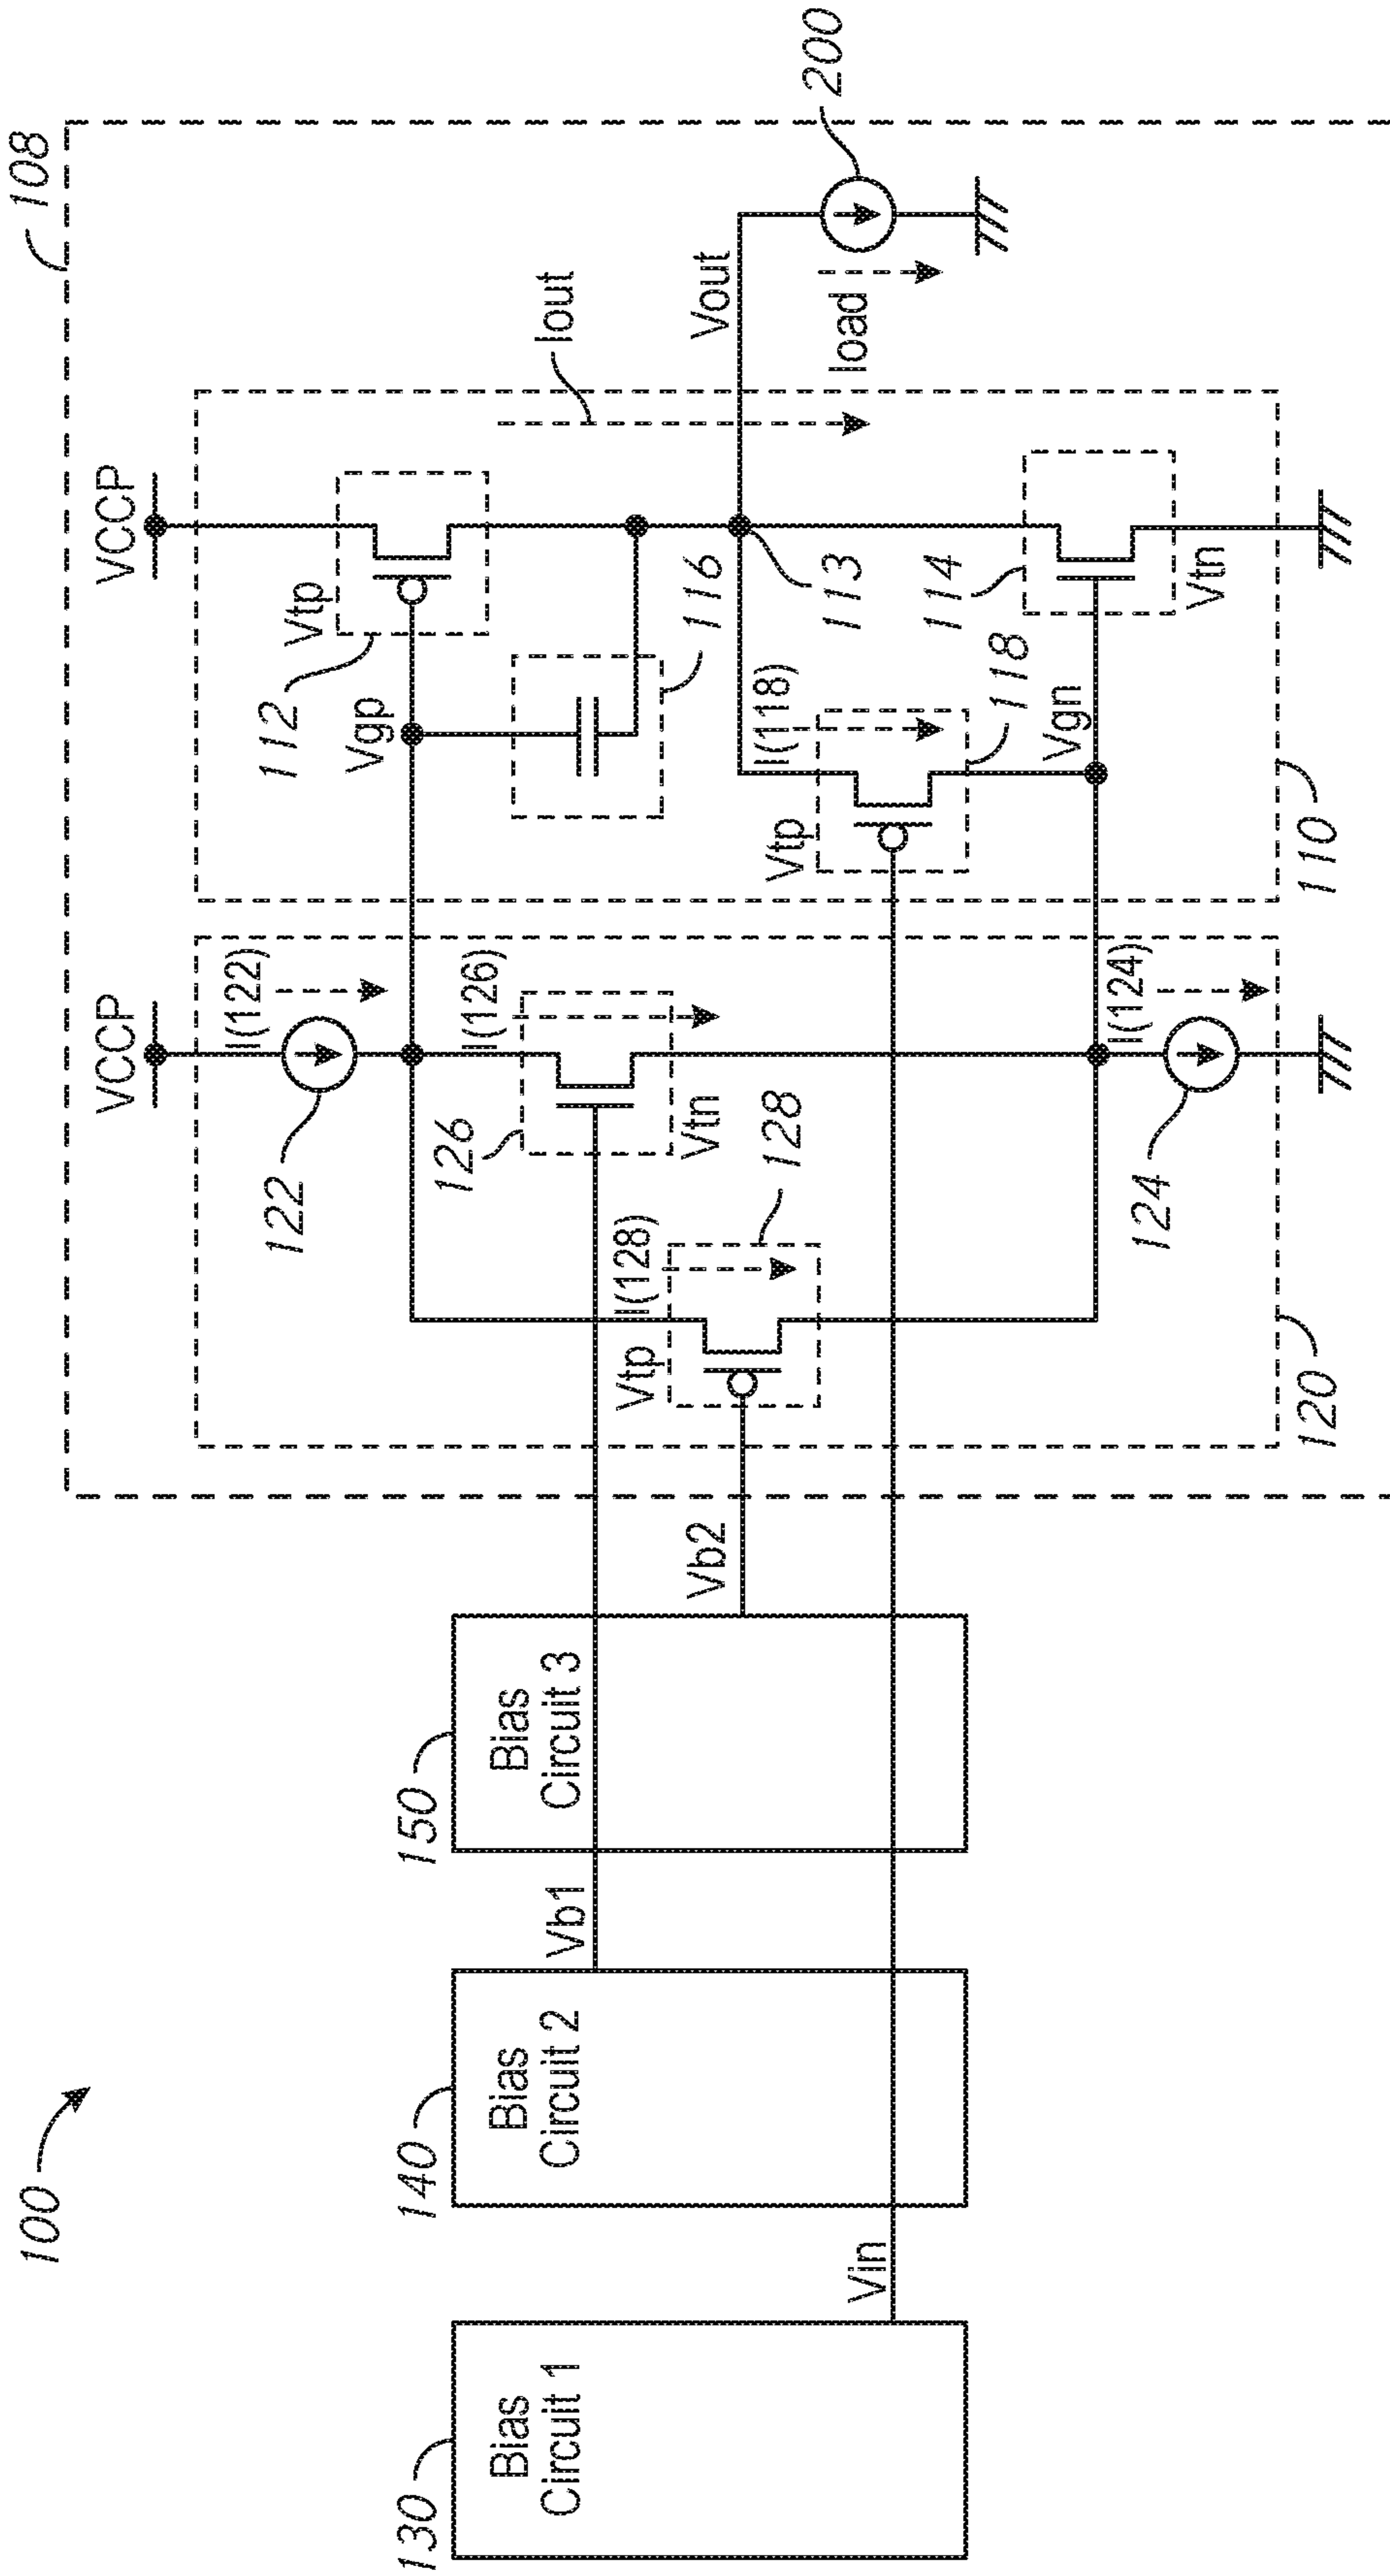 100
108
130
Bias
Circuit 1
Vin
140
Bias
Circuit 2
Vb1
150
Bias
Circuit 3
Vb2
VCCP
I(122)
122
I(126)
126
Vtn
I(128)
128
Vtp
I(124)
124
120
VCCP
Vtp
112
Vgp
116
113
I(118)
118
Vtp
Vgn
114
Vtn
110
Iout
Vout
Ioad
200